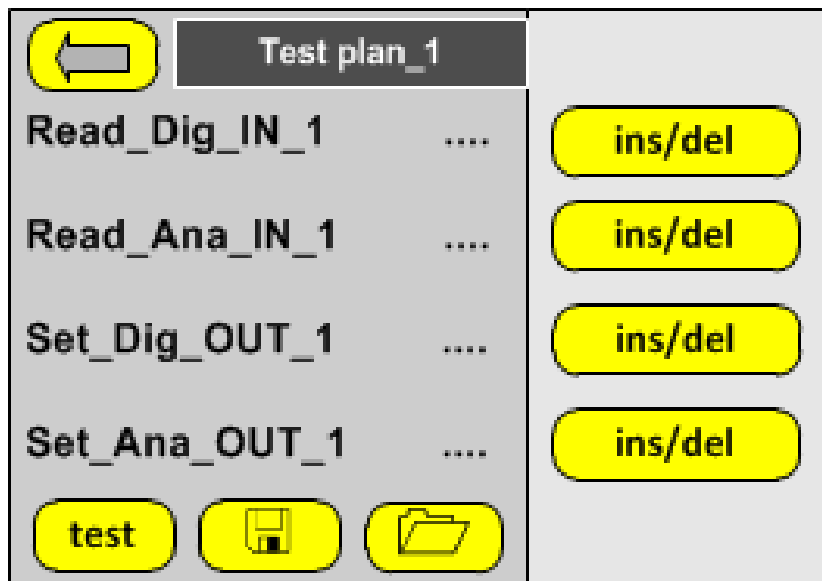 Test plan_1
Read_Dig_IN_1 .... ins/del
Read_Ana_IN_1 .... ins/del
Set_Dig_OUT_1 .... ins/del
Set_Ana_OUT_1 .... ins/del
test